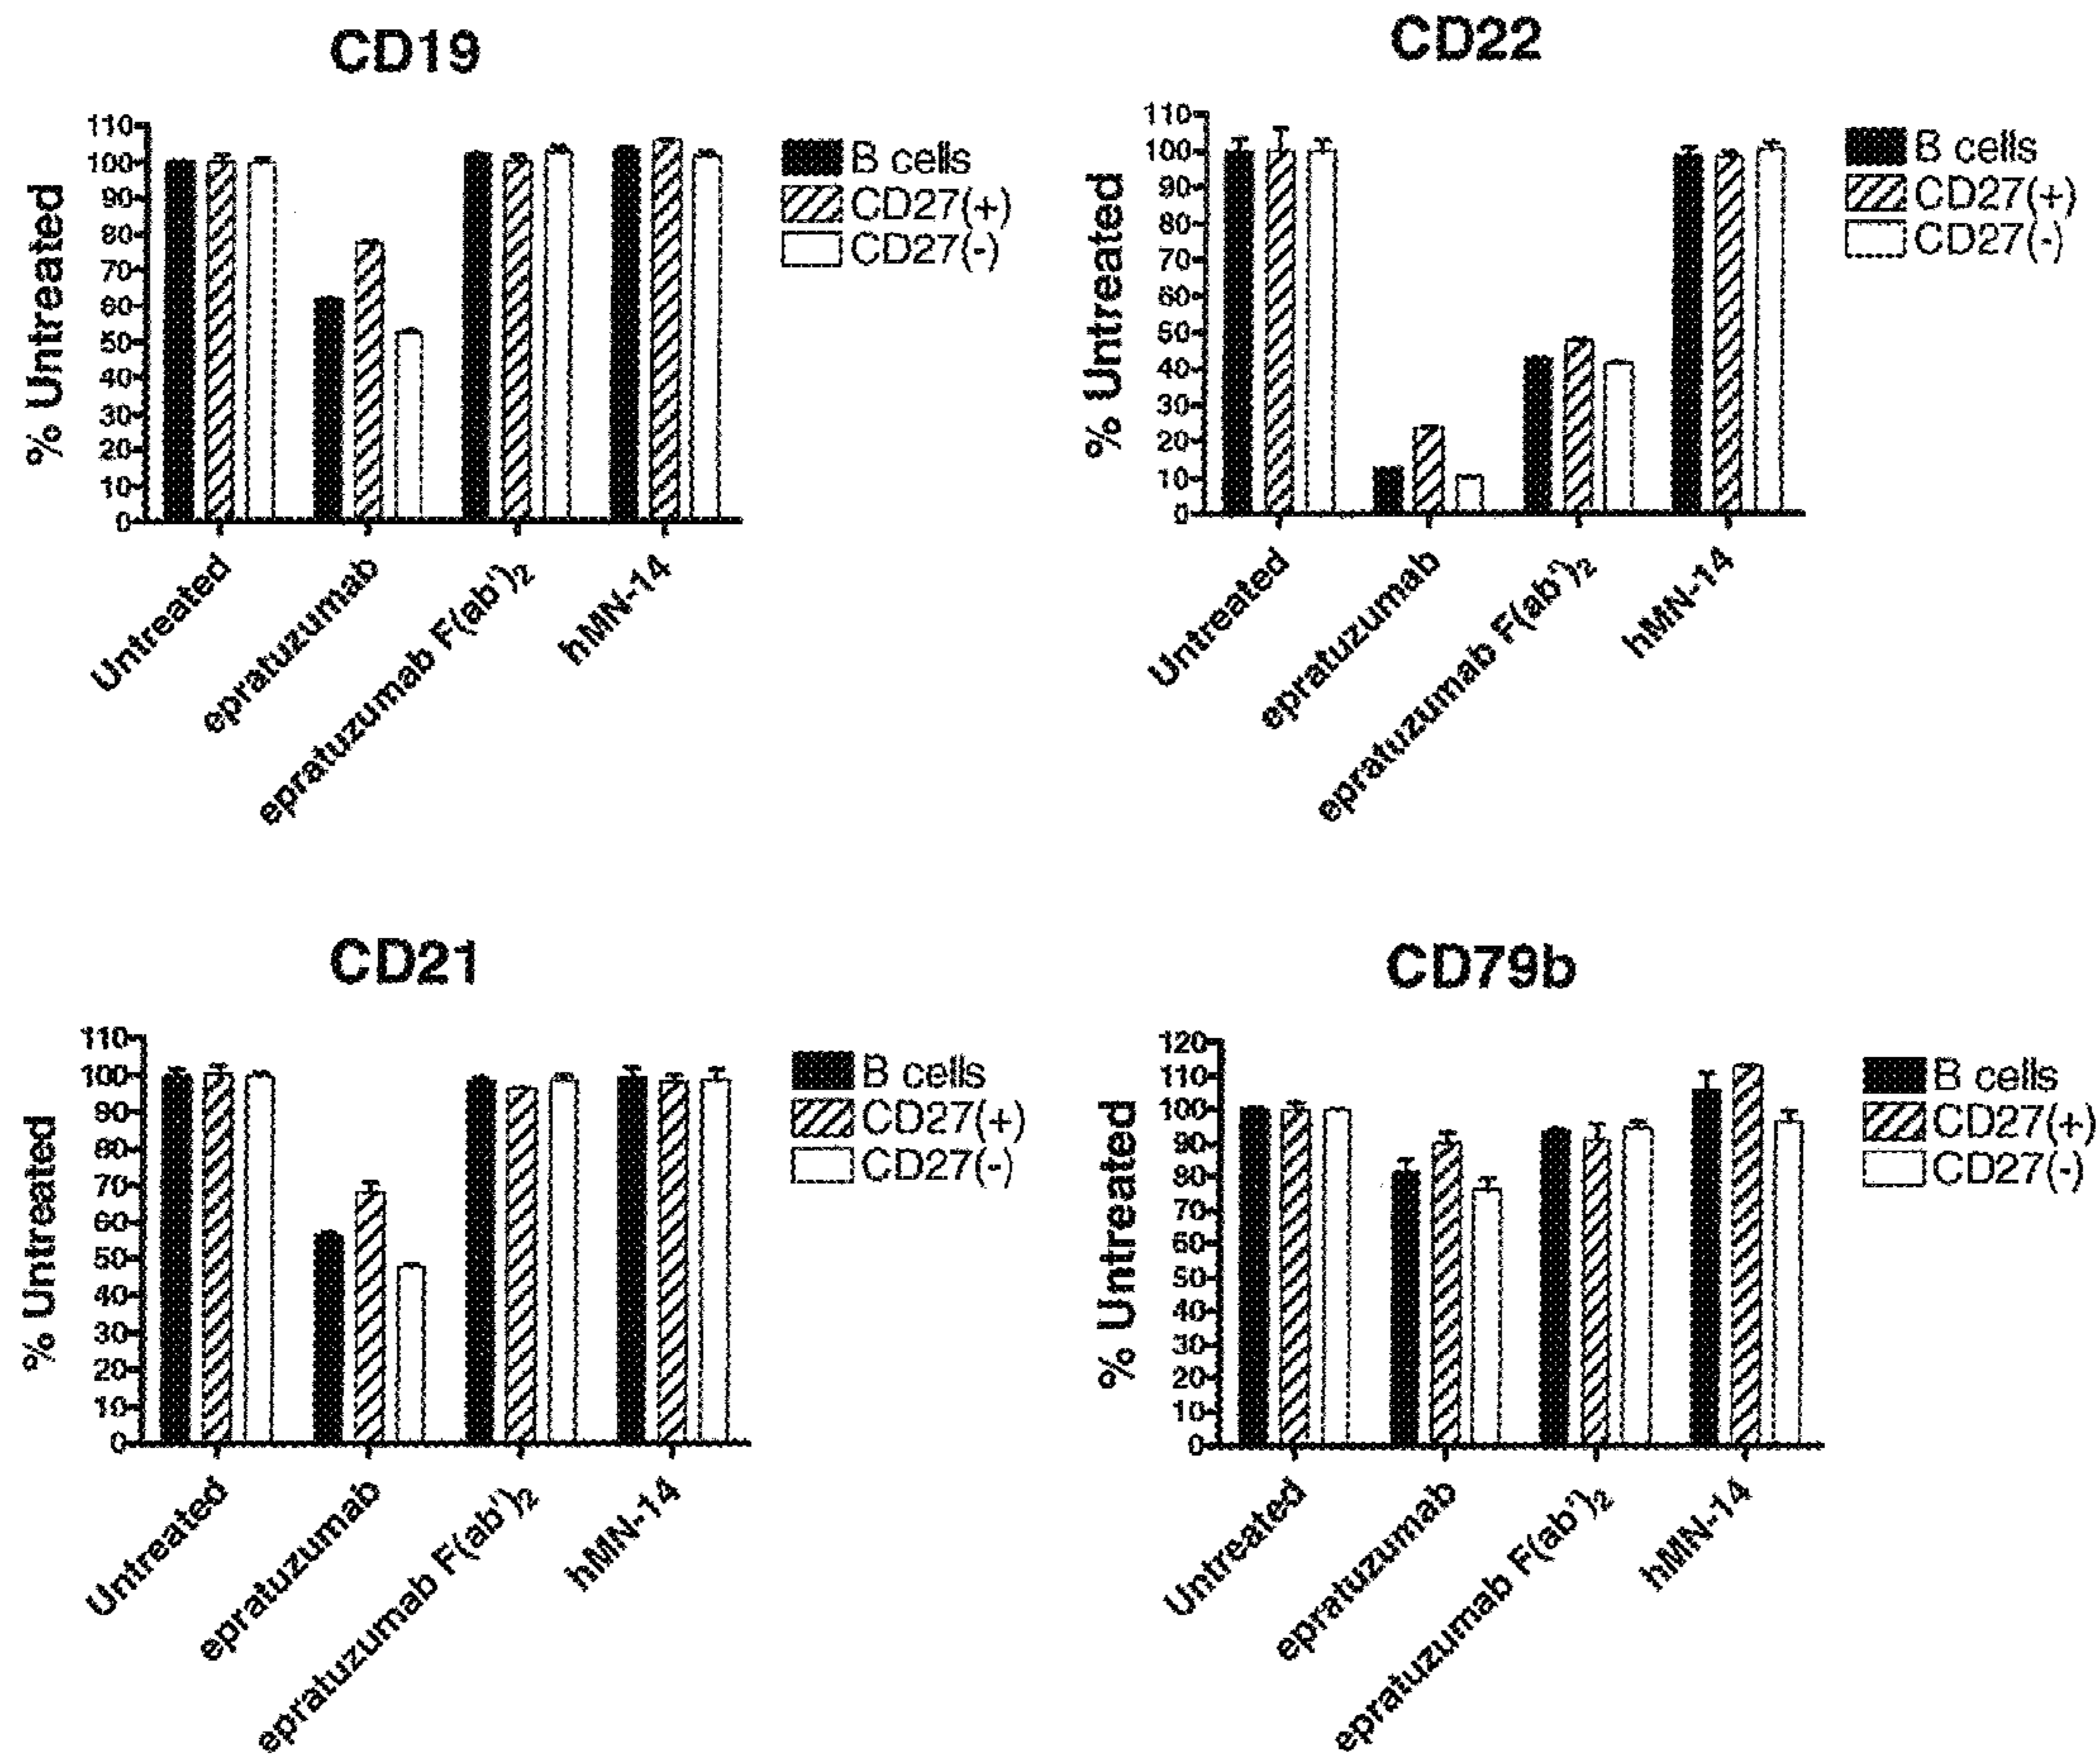 CD19
% Untreated
110
100
90
80
70
60
50
40
30
20
10
0
B cells
CD27(+)
CD27(-)
Untreated
epratuzumab
epratuzumab F(ab')2
hMN-14
CD22
% Untreated
110
100
90
80
70
60
50
40
30
20
10
0
B cells
CD27(+)
CD27(-)
Untreated
epratuzumab
epratuzumab F(ab')2
hMN-14
CD21
% Untreated
110
100
90
80
70
60
50
40
30
20
10
0
B cells
CD27(+)
CD27(-)
Untreated
epratuzumab
epratuzumab F(ab')2
hMN-14
CD79b
% Untreated
120
110
100
90
80
70
60
50
40
30
20
10
0
B cells
CD27(+)
CD27(-)
Untreated
epratuzumab
epratuzumab F(ab')2
hMN-14